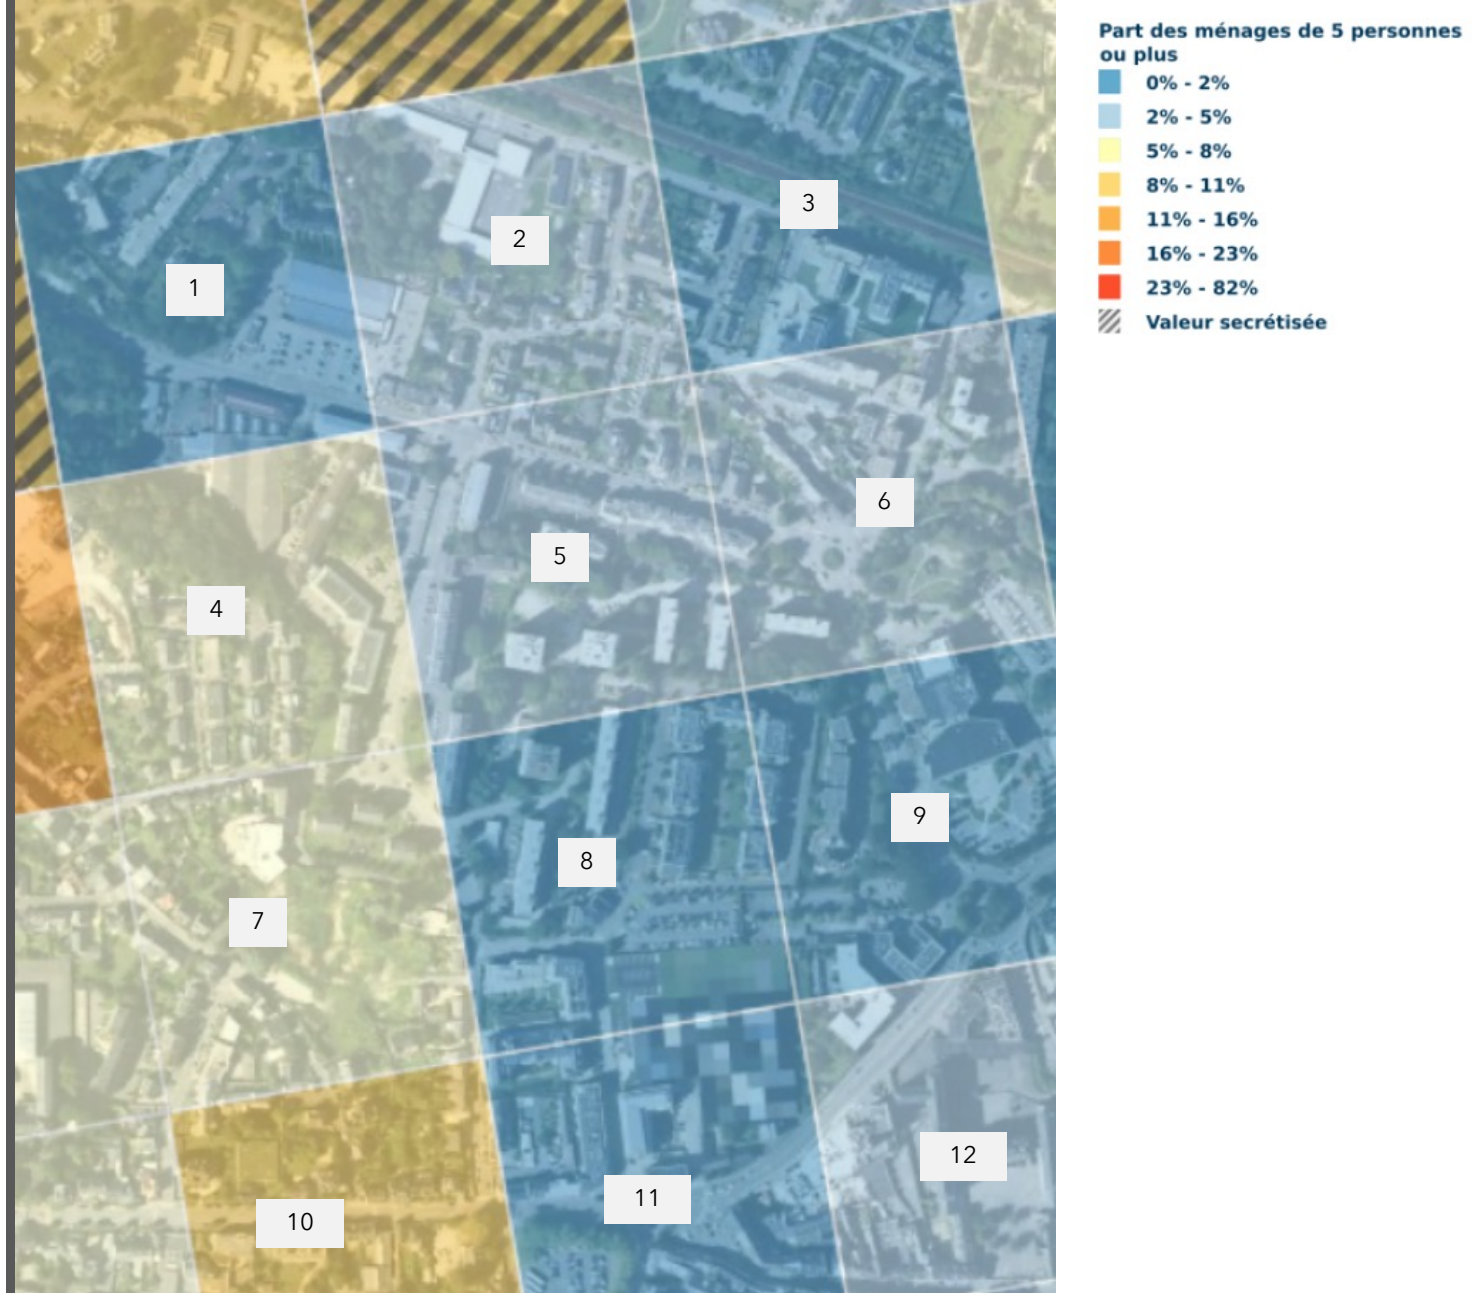 Part des ménages de 5 personnes
ou plus
0% - 2%
2% - 5%
5% - 8%
8% - 11%
11% - 16%
16% - 23%
23% - 82%
Valeur secrétisée
1
2
3
4
5
6
7
8
9
10
11
12